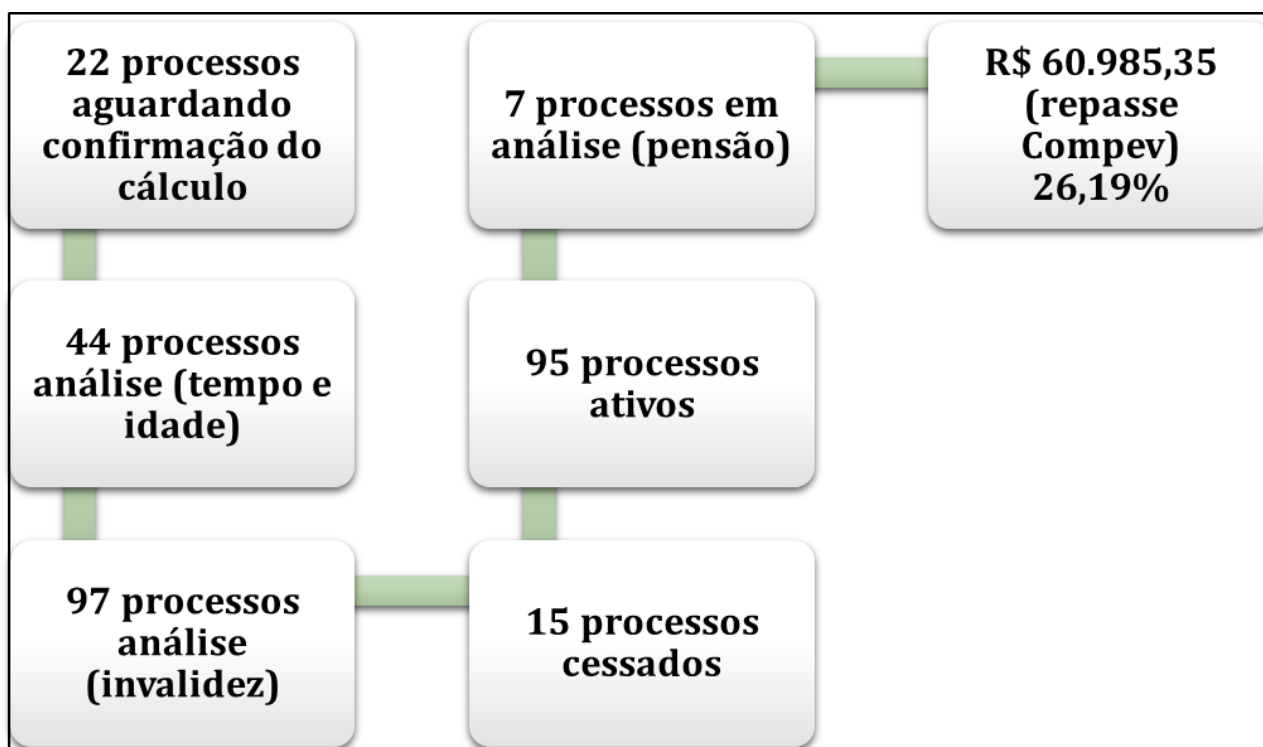 22 processos
aguardando
confirmação do
cálculo
44 processos
análise (tempo e
idade)
97 processos
análise
(invalidez)
15 processos
cessados
95 processos
ativos
7 processos em
análise (pensão)
R$ 60.985,35
(repasse
Compev)
26,19%